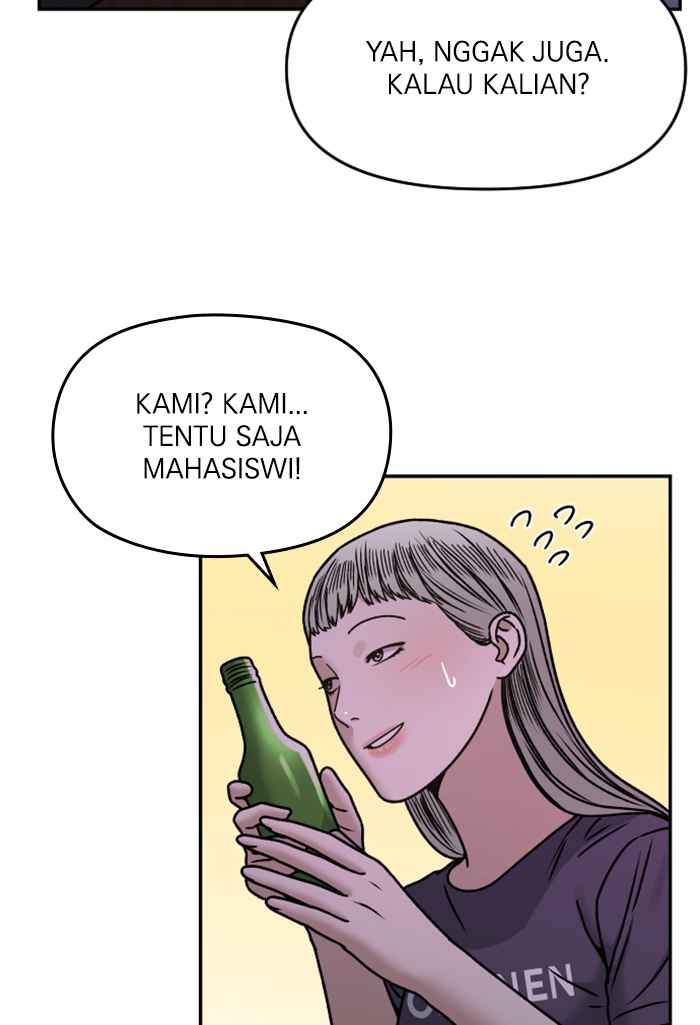 YAH, NGGAK JUGA.
KALAU KALIAN?
KAMI? KAMI...
TENTU SAJA
MAHASISWI!